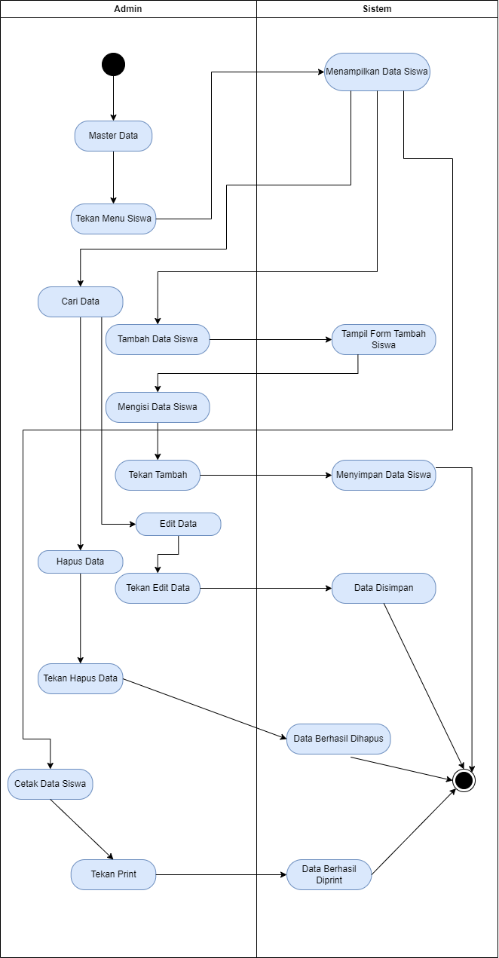 Admin
Sistem
Menampilkan Data Siswa
Master Data
Tekan Menu Siswa
Cari Data
Tambah Data Siswa
Tampil Form Tambah
Siswa
Mengisi Data Siswa
Tekan Tambah
Menyimpan Data Siswa
Edit Data
Hapus Data
Tekan Edit Data
Data Disimpan
Tekan Hapus Data
Data Berhasil Dihapus
Cetak Data Siswa
Tekan Print
Data Berhasil
Diprint